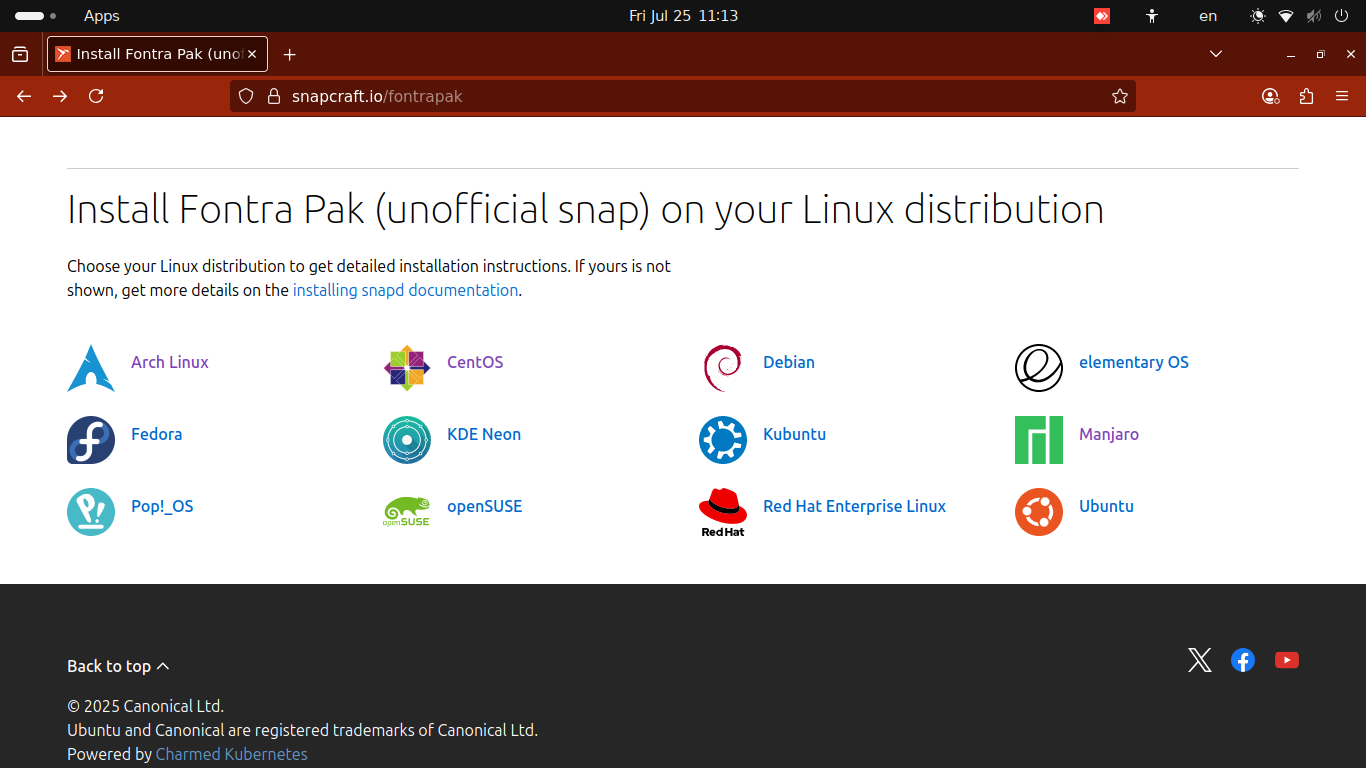 Apps
Fri Jul 25 11:13
en
Install Fontra Pak (uno
snapcraft.io/fontrapak
Install Fontra Pak (unofficial snap) on your Linux distribution
Choose your Linux distribution to get detailed installation instructions. If yours is not
shown, get more details on the installing snapd documentation.
Arch Linux
CentOS
Debian
elementary OS
Fedora
KDE Neon
Kubuntu
Manjaro
Pop!_OS
openSUSE
openSUSE
Red Hat
Red Hat Enterprise Linux
Ubuntu
Back to top
© 2025 Canonical Ltd.
Ubuntu and Canonical are registered trademarks of Canonical Ltd.
Powered by Charmed Kubernetes